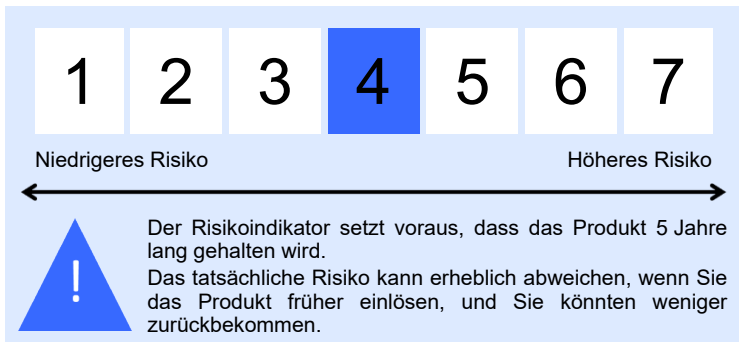 1 2 3 4 5 6 7
Niedrigeres Risiko Höheres Risiko
Der Risikoindikator setzt voraus, dass das Produkt 5 Jahre
lang gehalten wird.
Das tatsächliche Risiko kann erheblich abweichen, wenn Sie
das Produkt früher einlösen, und Sie könnten weniger
zurückbekommen.
!